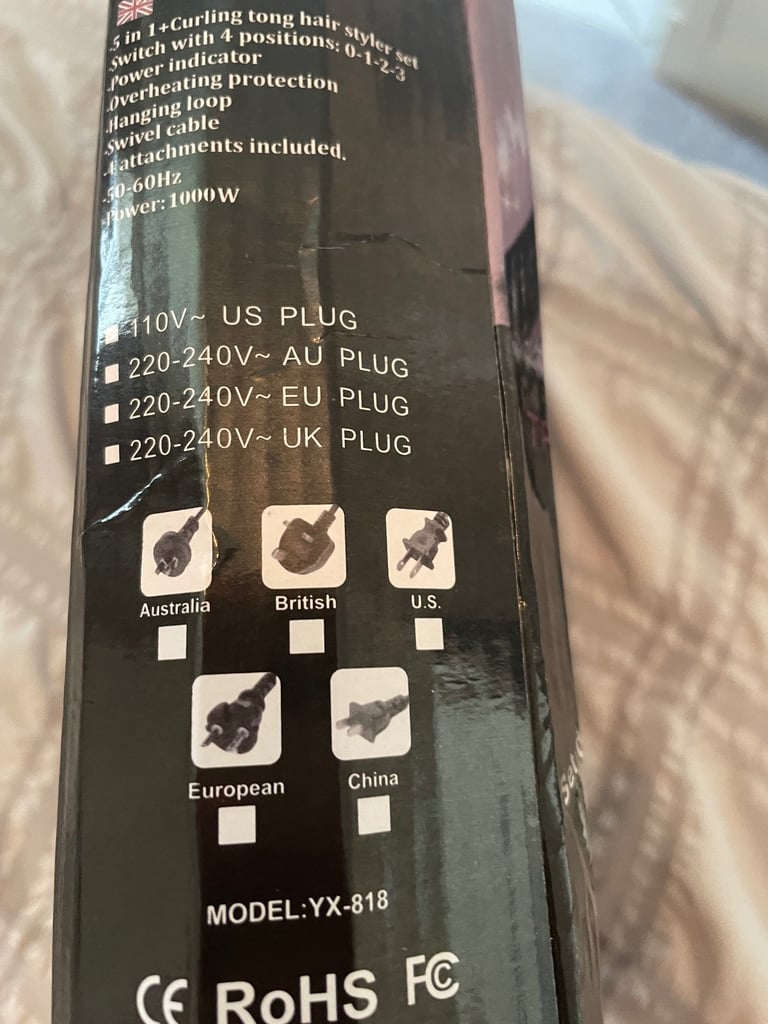 ·5 in 1+Curling tong hair styler set
·Switch with 4 positions: 0-1-2-3
·Power indicator
·Overheating protection
·Hanging loop
·Swivel cable
·4 attachments included.
·50-60Hz
·Power:1000W
110V~ US PLUG
220-240V~ AU PLUG
220-240V~ EU PLUG
220-240V~ UK PLUG
Australia British U.S.
European China
MODEL:YX-818
CE RoHS FC